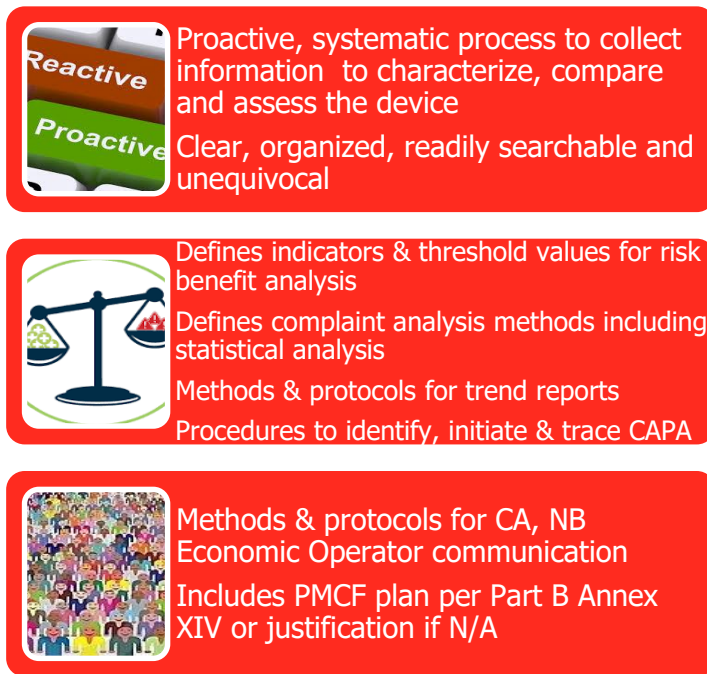 Reactive
Proactive
Proactive, systematic process to collect
information  to characterize, compare
and assess the device
Clear, organized, readily searchable and
unequivocal
Defines indicators & threshold values for risk
benefit analysis
Defines complaint analysis methods including
statistical analysis
Methods & protocols for trend reports
Procedures to identify, initiate & trace CAPA
Methods & protocols for CA, NB
Economic Operator communication
Includes PMCF plan per Part B Annex
XIV or justification if N/A